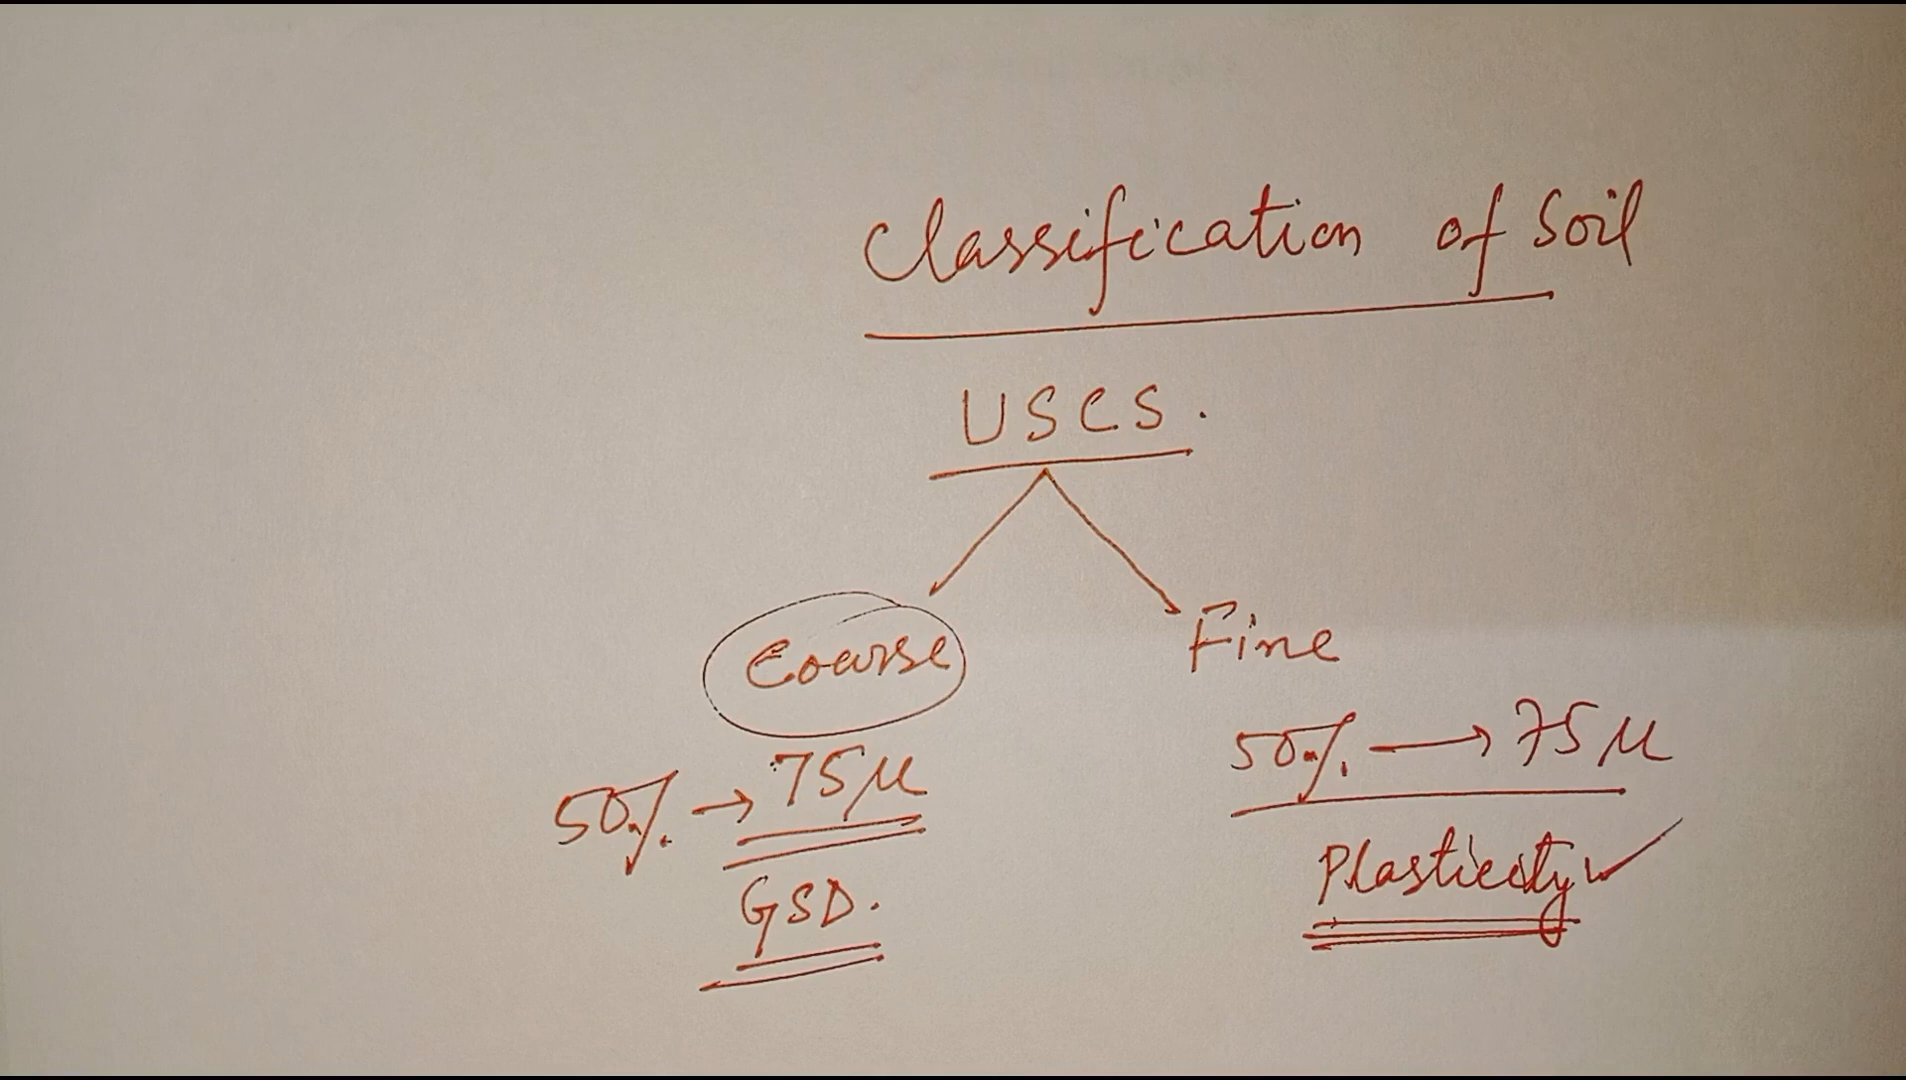 Classification of Soil
USCS.
Coarse
Fine
50% → 75μ
50% → 75μ
GSD.
Plasticity ✓